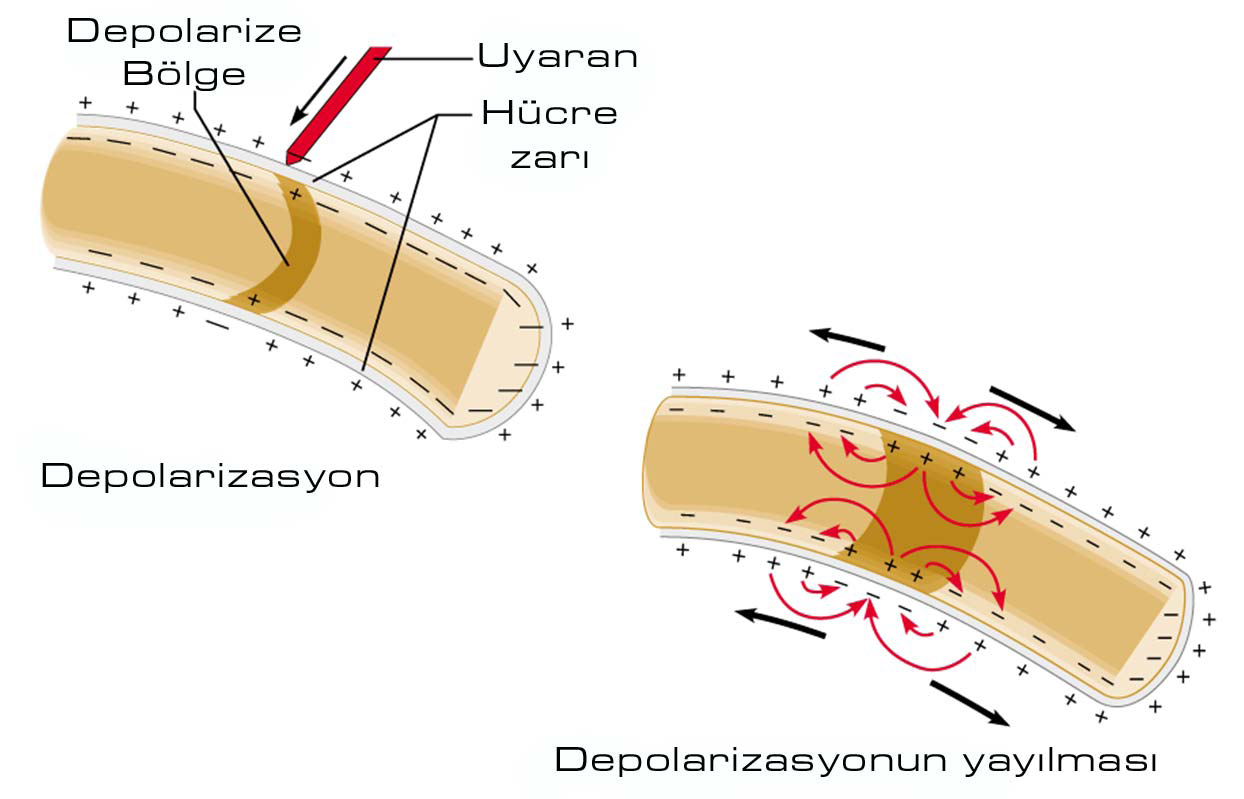 Depolarize
Bölge
Uyaran
Hücre
zarı
Depolarizasyon
Depolarizasyonun yayılması